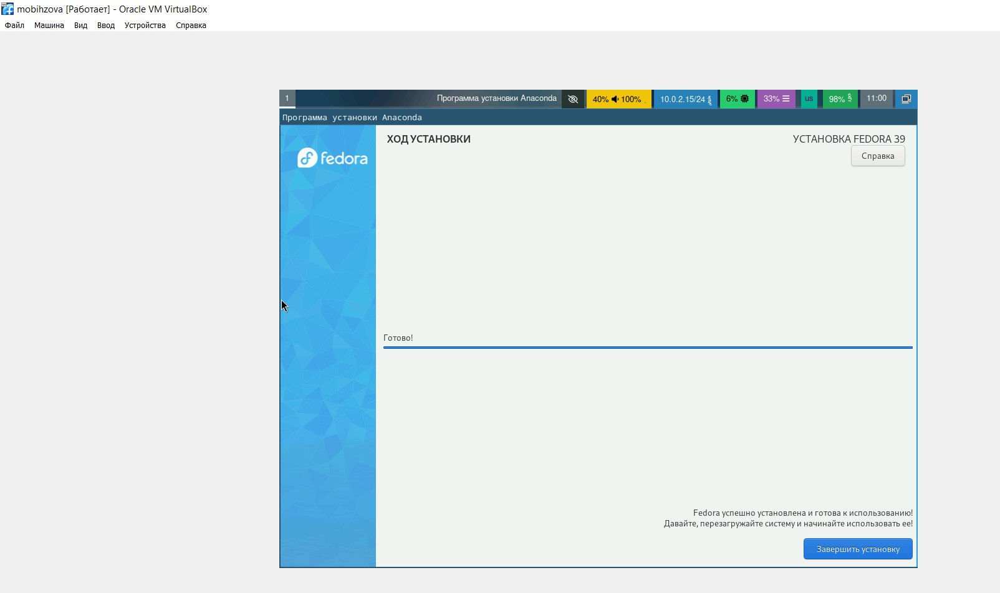 mobihzova [Работает] - Oracle VM VirtualBox
Файл Машина Вид Ввод Устройства Справка
1 Программа установки Anaconda 40% 100% 10.0.2.15/24 6% 33% us 98% 11:00
Программа установки Anaconda
fedora
ХОД УСТАНОВКИ
УСТАНОВКА FEDORA 39
Справка
Готово!
Fedora успешно установлена и готова к использованию!
Давайте, перезагружайте систему и начинайте использовать ее!
Завершить установку